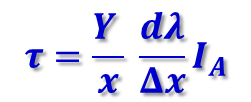 τ = Y/x dλ/Δx I_A